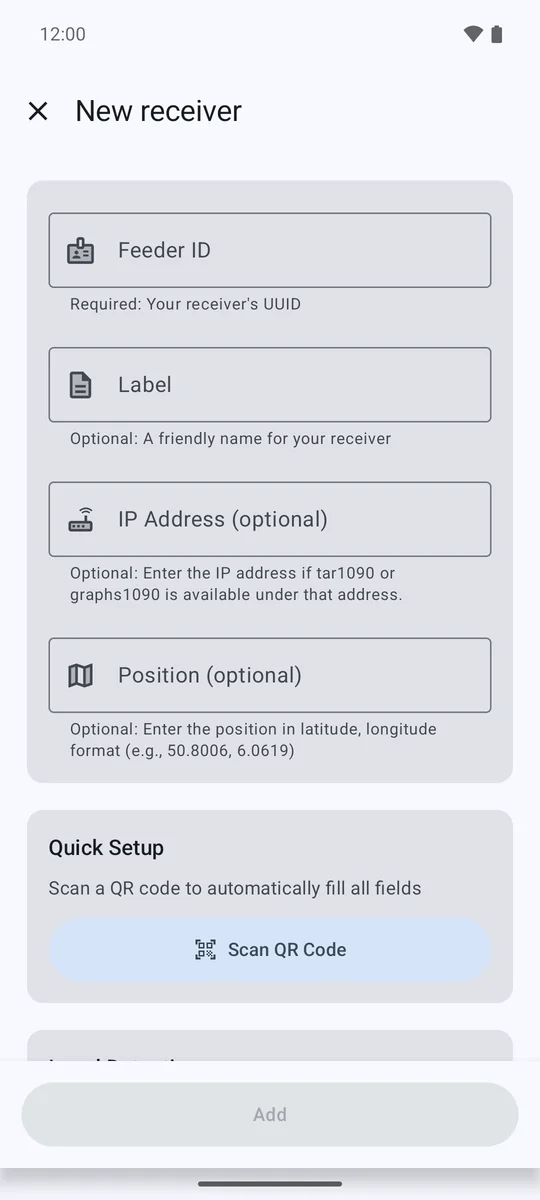 12:00
New receiver
Feeder ID
Required: Your receiver's UUID
Label
Optional: A friendly name for your receiver
IP Address (optional)
Optional: Enter the IP address if tar1090 or
graphs1090 is available under that address.
Position (optional)
Optional: Enter the position in latitude, longitude
format (e.g., 50.8006, 6.0619)
Quick Setup
Scan a QR code to automatically fill all fields
Scan QR Code
Add